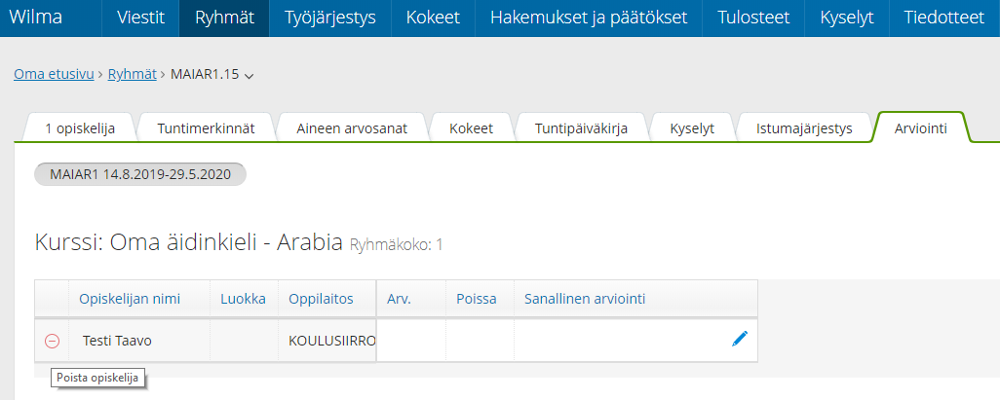 Wilma Viestit Ryhmät Työjärjestys Kokeet Hakemukset ja päätökset Tulosteet Kyselyt Tiedotteet
Oma etusivu › Ryhmät › MAIAR1.15
1 opiskelija Tuntimerkinnät Aineen arvosanat Kokeet Tuntipäiväkirja Kyselyt Istumajärjestys Arviointi
MAIAR1 14.8.2019-29.5.2020
Kurssi: Oma äidinkieli - Arabia Ryhmäkoko: 1
Opiskelijan nimi Luokka Oppilaitos Arv. Poissa Sanallinen arviointi
Testi Taavo KOULUSIIRRO
Poista opiskelija